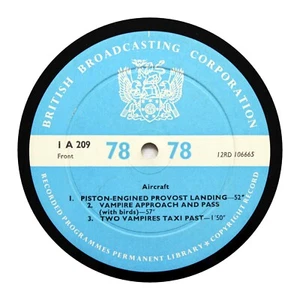 BRITISH BROADCASTING CORPORATION
1 A 209
Front
78 78
12RD 106665
Aircraft
1. PISTON-ENGINED PROVOST LANDING—52"
2. VAMPIRE APPROACH AND PASS
(with birds)—57"
3. TWO VAMPIRES TAXI PAST—1'50"
RECORDED PROGRAMMES PERMANENT LIBRARY · COPYRIGHT RECORD